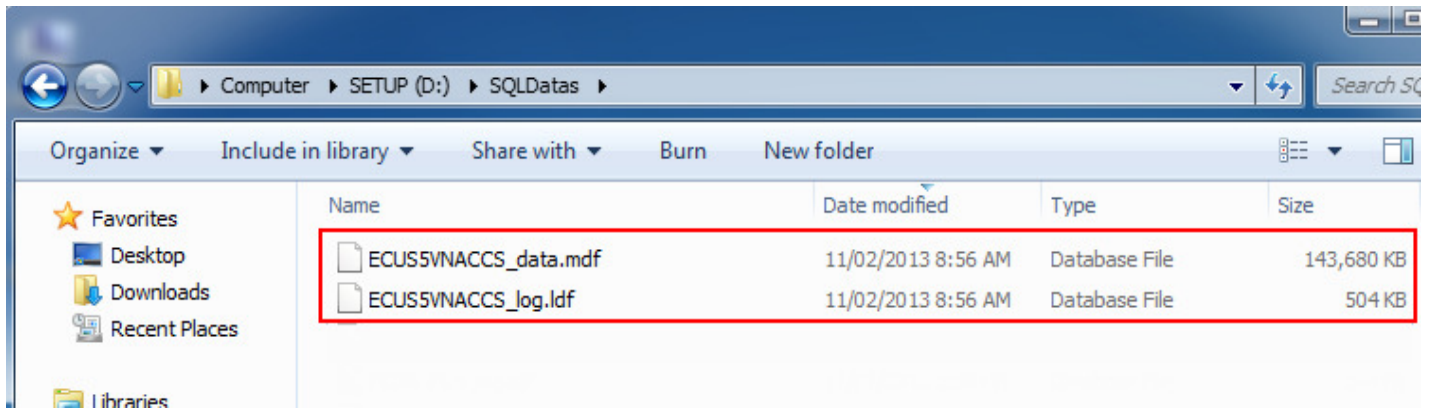 Computer SETUP (D:) SQLDatas
Search SQ
Organize Include in library Share with Burn New folder
Name Date modified Type Size
Favorites
Desktop
Downloads
Recent Places
Libraries
ECUS5VNACCS_data.mdf 11/02/2013 8:56 AM Database File 143,680 KB
ECUS5VNACCS_log.ldf 11/02/2013 8:56 AM Database File 504 KB